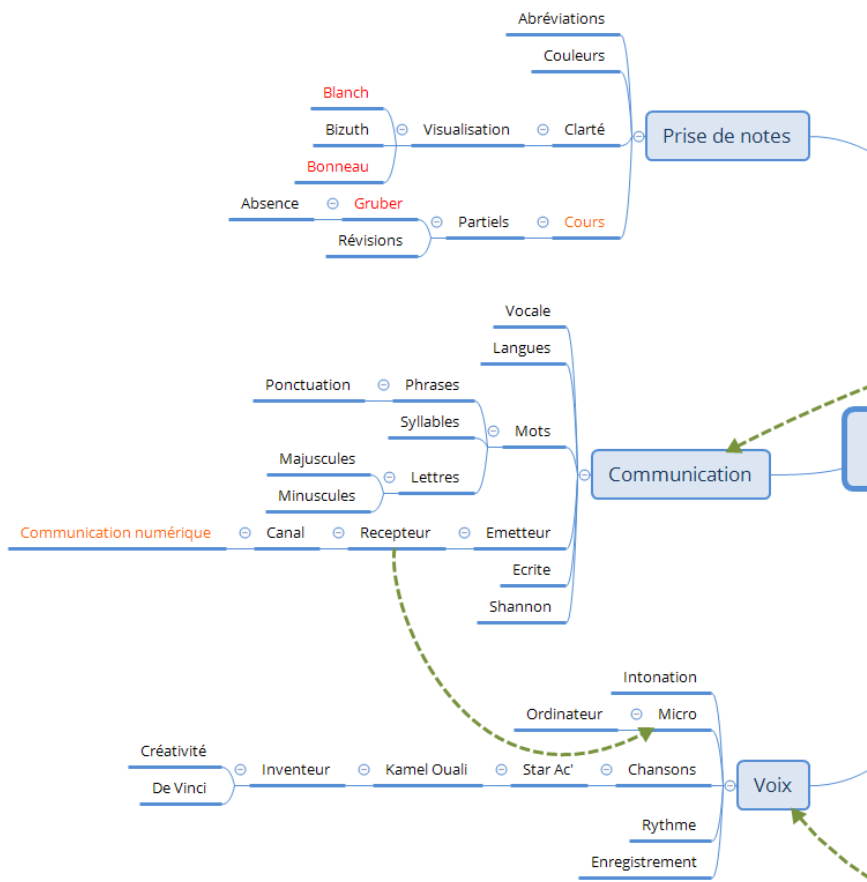 Abréviations
Couleurs
Blanch
Bizuth
Visualisation
Clarté
Prise de notes
Bonneau
Absence
Gruber
Révisions
Partiels
Cours
Vocale
Langues
Ponctuation
Phrases
Syllables
Mots
Majuscules
Minuscules
Lettres
Communication
Communication numérique
Canal
Recepteur
Emetteur
Ecrite
Shannon
Intonation
Ordinateur
Micro
Créativité
De Vinci
Inventeur
Kamel Ouali
Star Ac'
Chansons
Voix
Rythme
Enregistrement